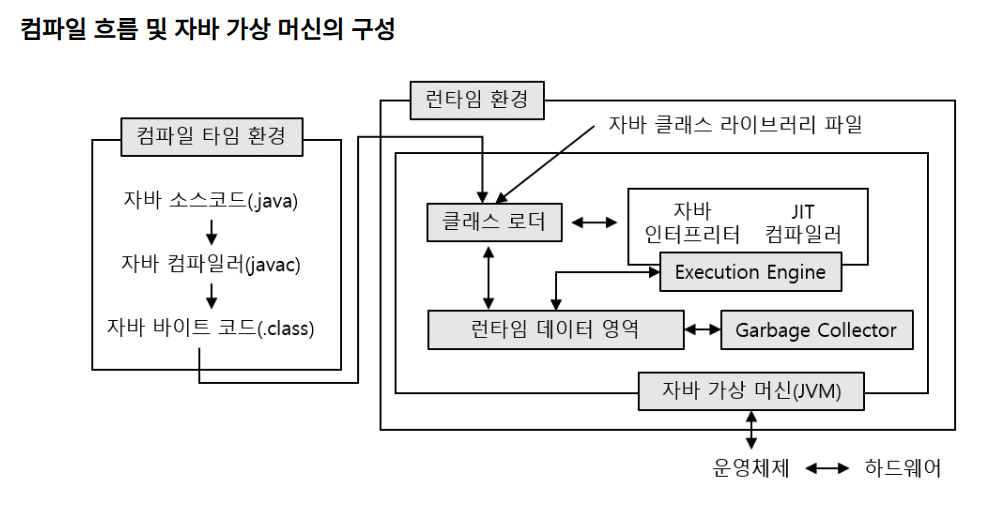 컴파일 흐름 및 자바 가상 머신의 구성
컴파일 타임 환경
자바 소스코드(.java)
자바 컴파일러(javac)
자바 바이트 코드(.class)
런타임 환경
자바 클래스 라이브러리 파일
클래스 로더
자바
인터프리터
JIT
컴파일러
Execution Engine
런타임 데이터 영역
Garbage Collector
자바 가상 머신(JVM)
운영체제
하드웨어